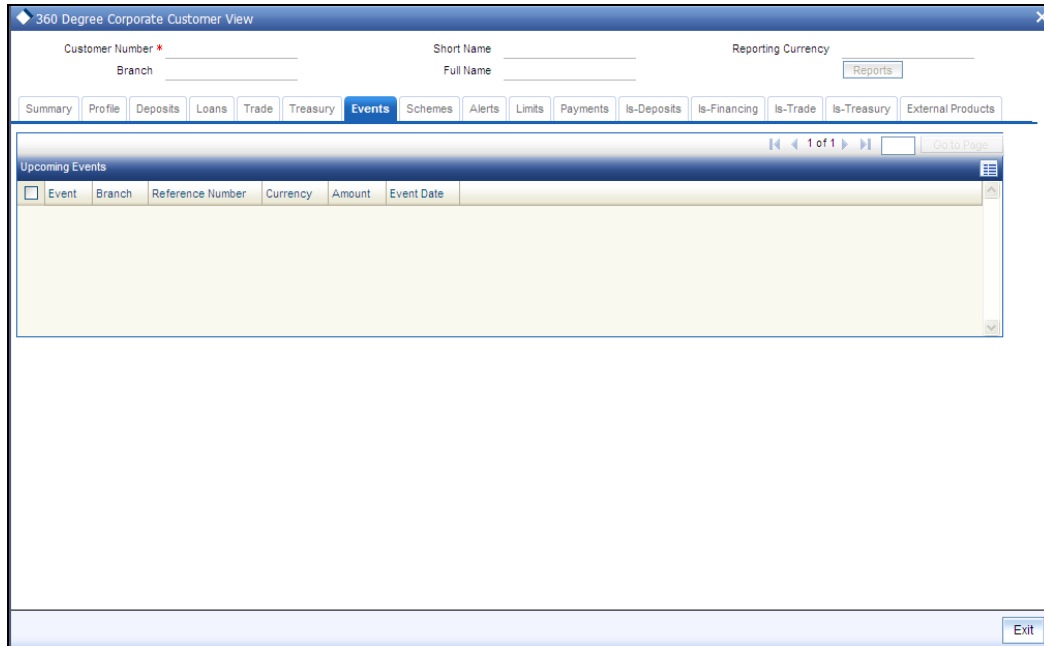 360 Degree Corporate Customer View
Customer Number * Short Name Reporting Currency
Branch Full Name Reports
Summary Profile Deposits Loans Trade Treasury Events Schemes Alerts Limits Payments Is-Deposits Is-Financing Is-Trade Is-Treasury External Products
1 of 1 Go to Page
Upcoming Events
Event Branch Reference Number Currency Amount Event Date
Exit